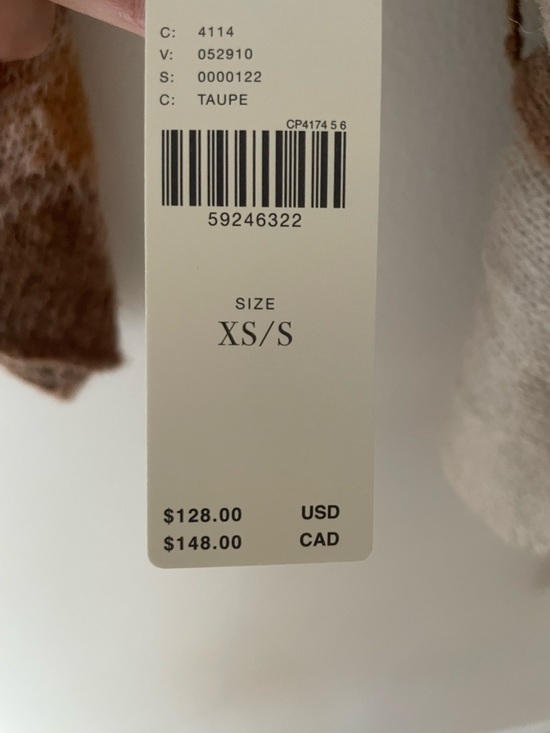 C: 4114
V: 052910
S: 0000122
C: TAUPE
CP4174 5 6
59246322
SIZE
XS/S
$128.00 USD
$148.00 CAD